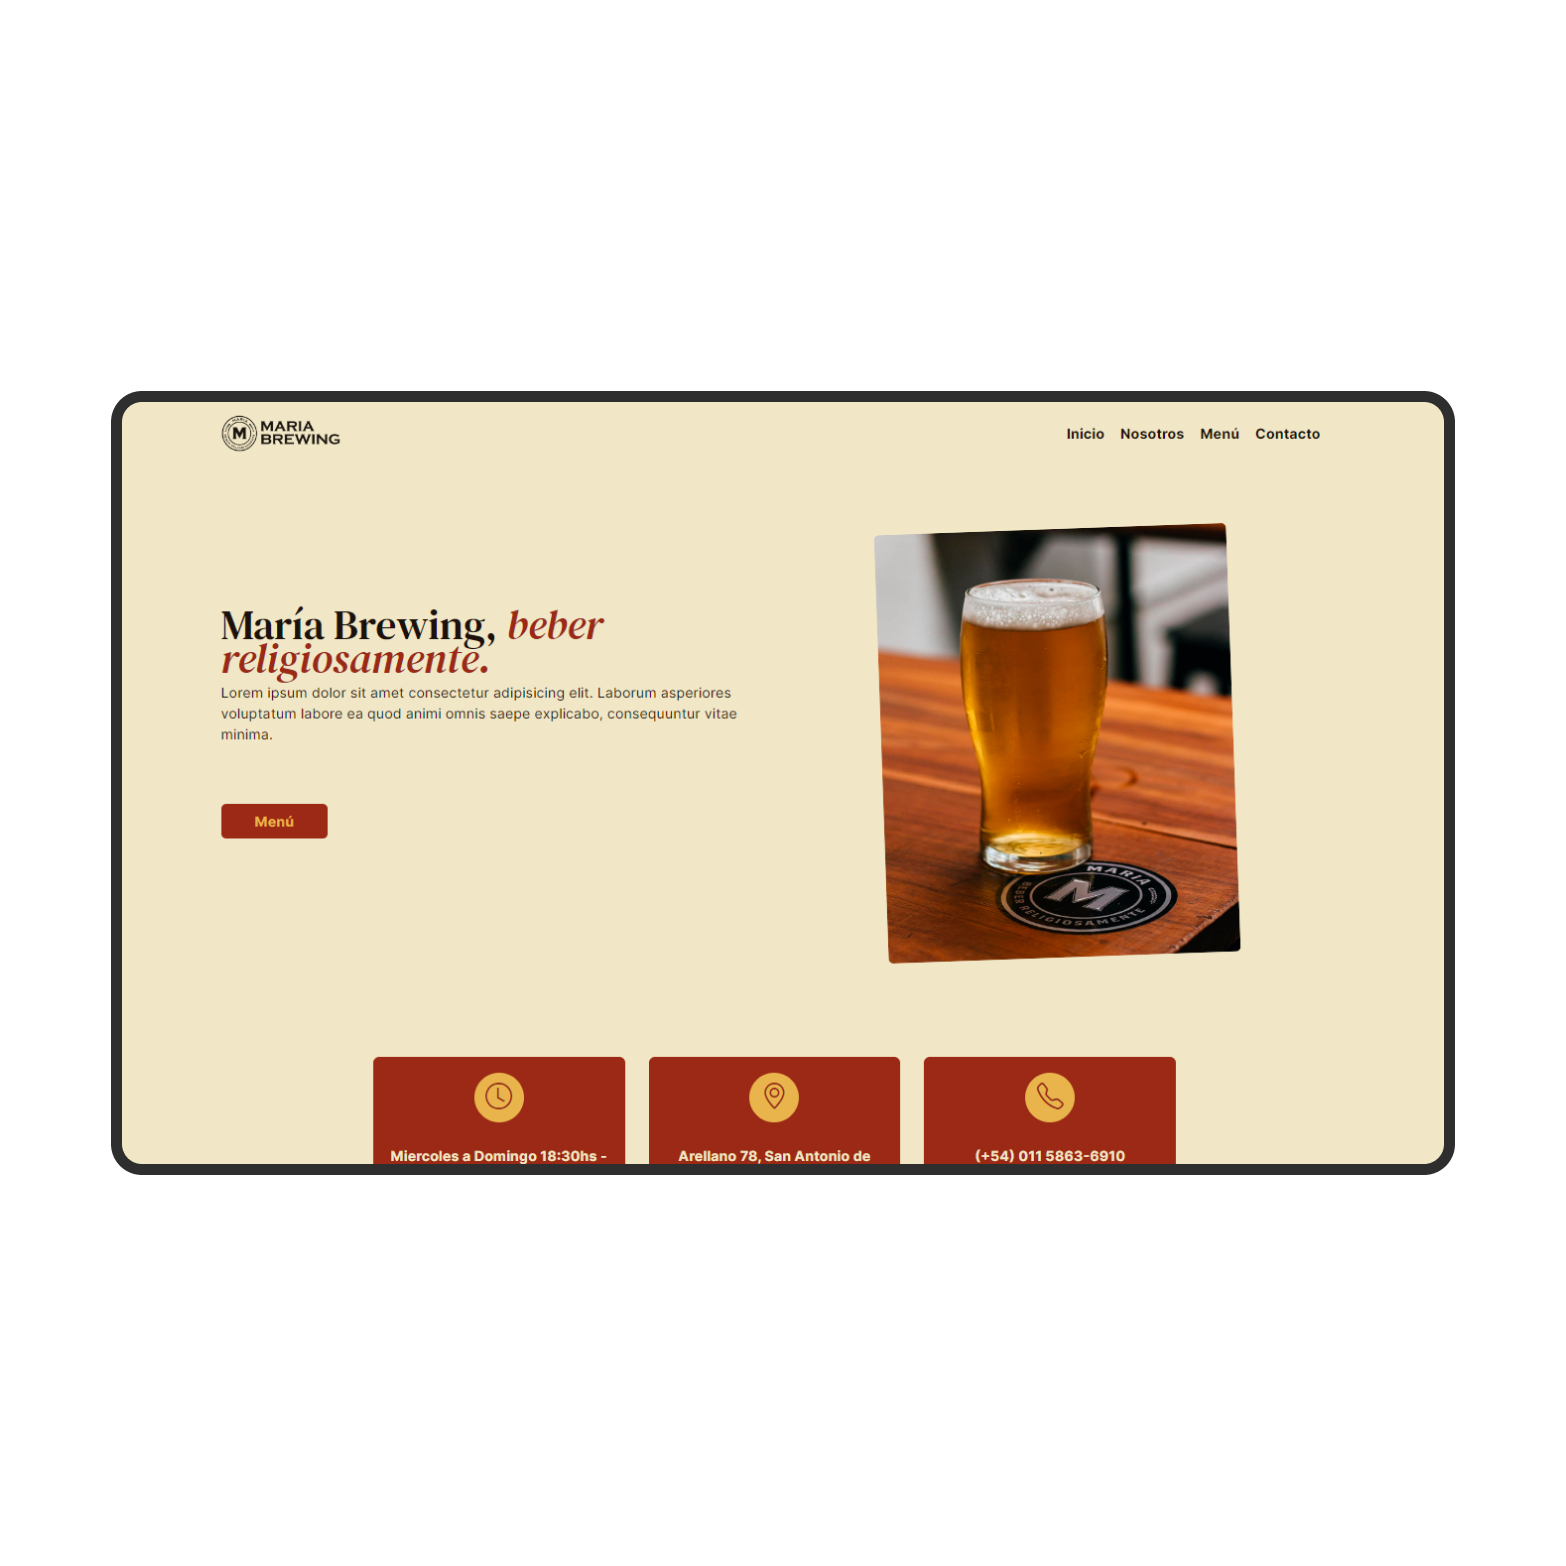 M
MARIA
BREWING
Inicio Nosotros Menú Contacto
María Brewing, beber
religiosamente.
Lorem ipsum dolor sit amet consectetur adipisicing elit. Laborum asperiores
voluptatum labore ea quod animi omnis saepe explicabo, consequuntur vitae
minima.
Menú
MARIA
M
BEBER RELIGIOSAMENTE
Miercoles a Domingo 18:30hs -
Arellano 78, San Antonio de
(+54) 011 5863-6910